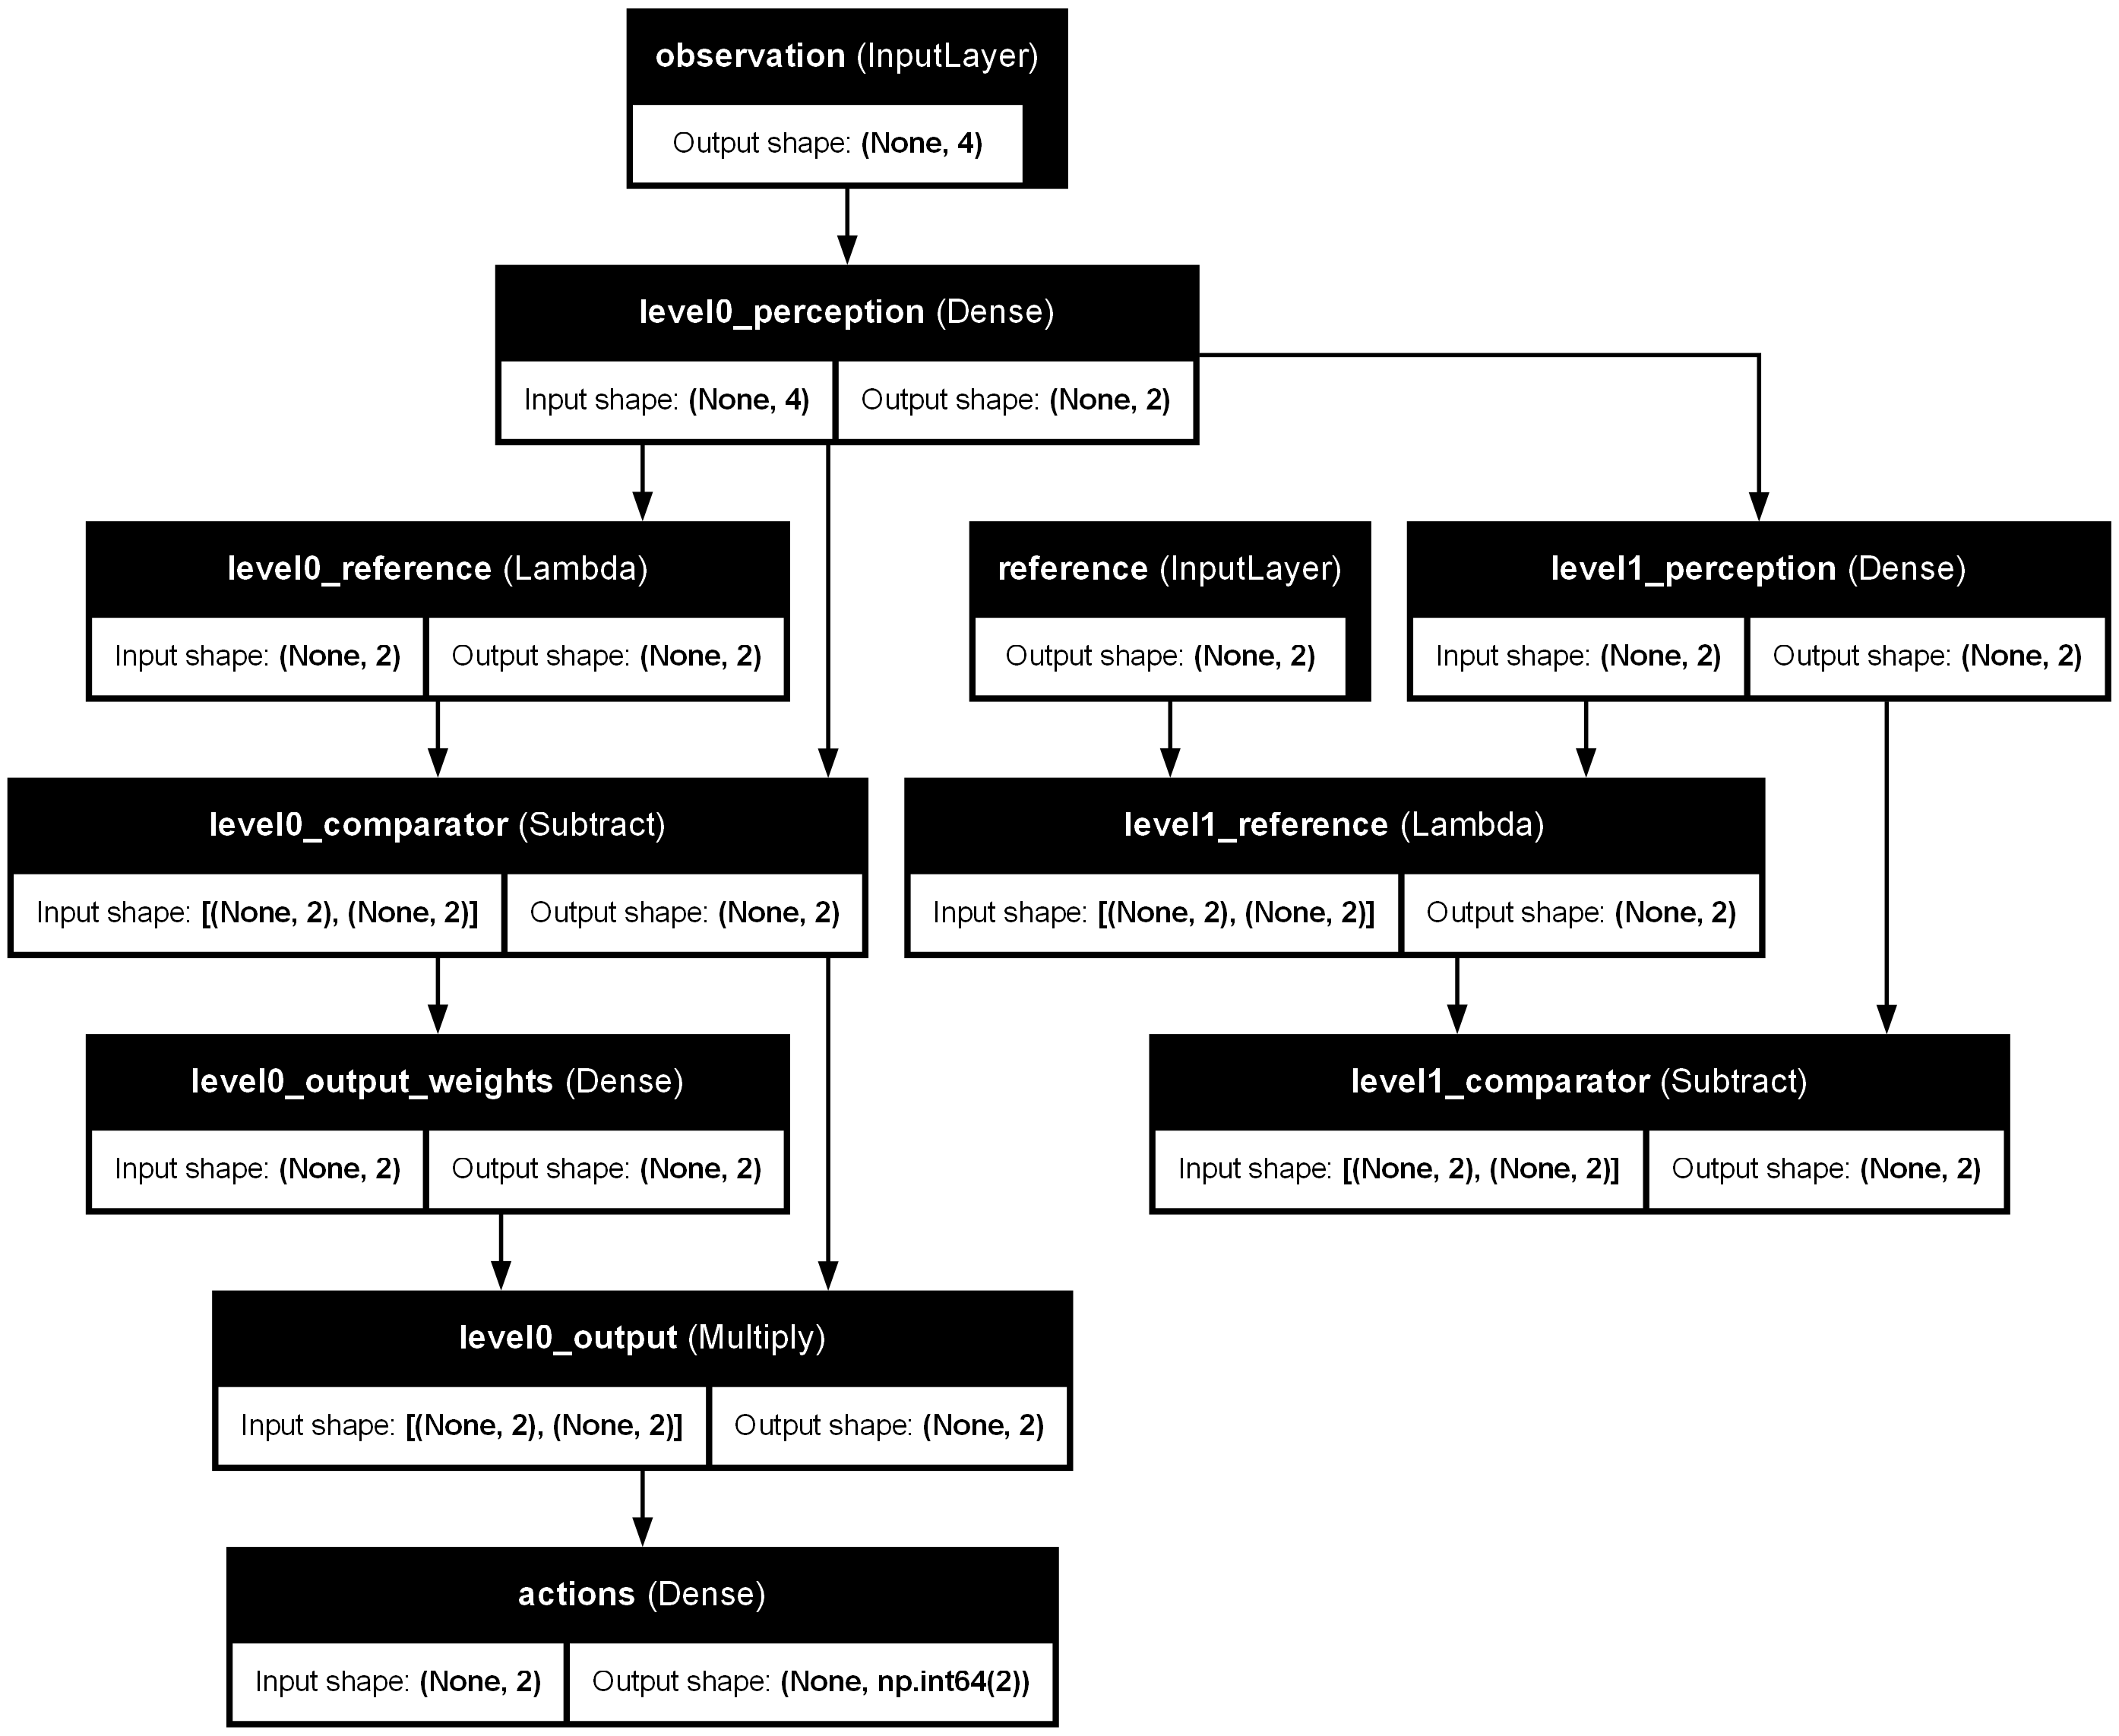 observation (InputLayer)
Output shape: (None, 4)
level0_perception (Dense)
Input shape: (None, 4) Output shape: (None, 2)
level0_reference (Lambda)
Input shape: (None, 2) Output shape: (None, 2)
reference (InputLayer)
Output shape: (None, 2)
level1_perception (Dense)
Input shape: (None, 2) Output shape: (None, 2)
level0_comparator (Subtract)
Input shape: [(None, 2), (None, 2)] Output shape: (None, 2)
level1_reference (Lambda)
Input shape: [(None, 2), (None, 2)] Output shape: (None, 2)
level0_output_weights (Dense)
Input shape: (None, 2) Output shape: (None, 2)
level1_comparator (Subtract)
Input shape: [(None, 2), (None, 2)] Output shape: (None, 2)
level0_output (Multiply)
Input shape: [(None, 2), (None, 2)] Output shape: (None, 2)
actions (Dense)
Input shape: (None, 2) Output shape: (None, np.int64(2))